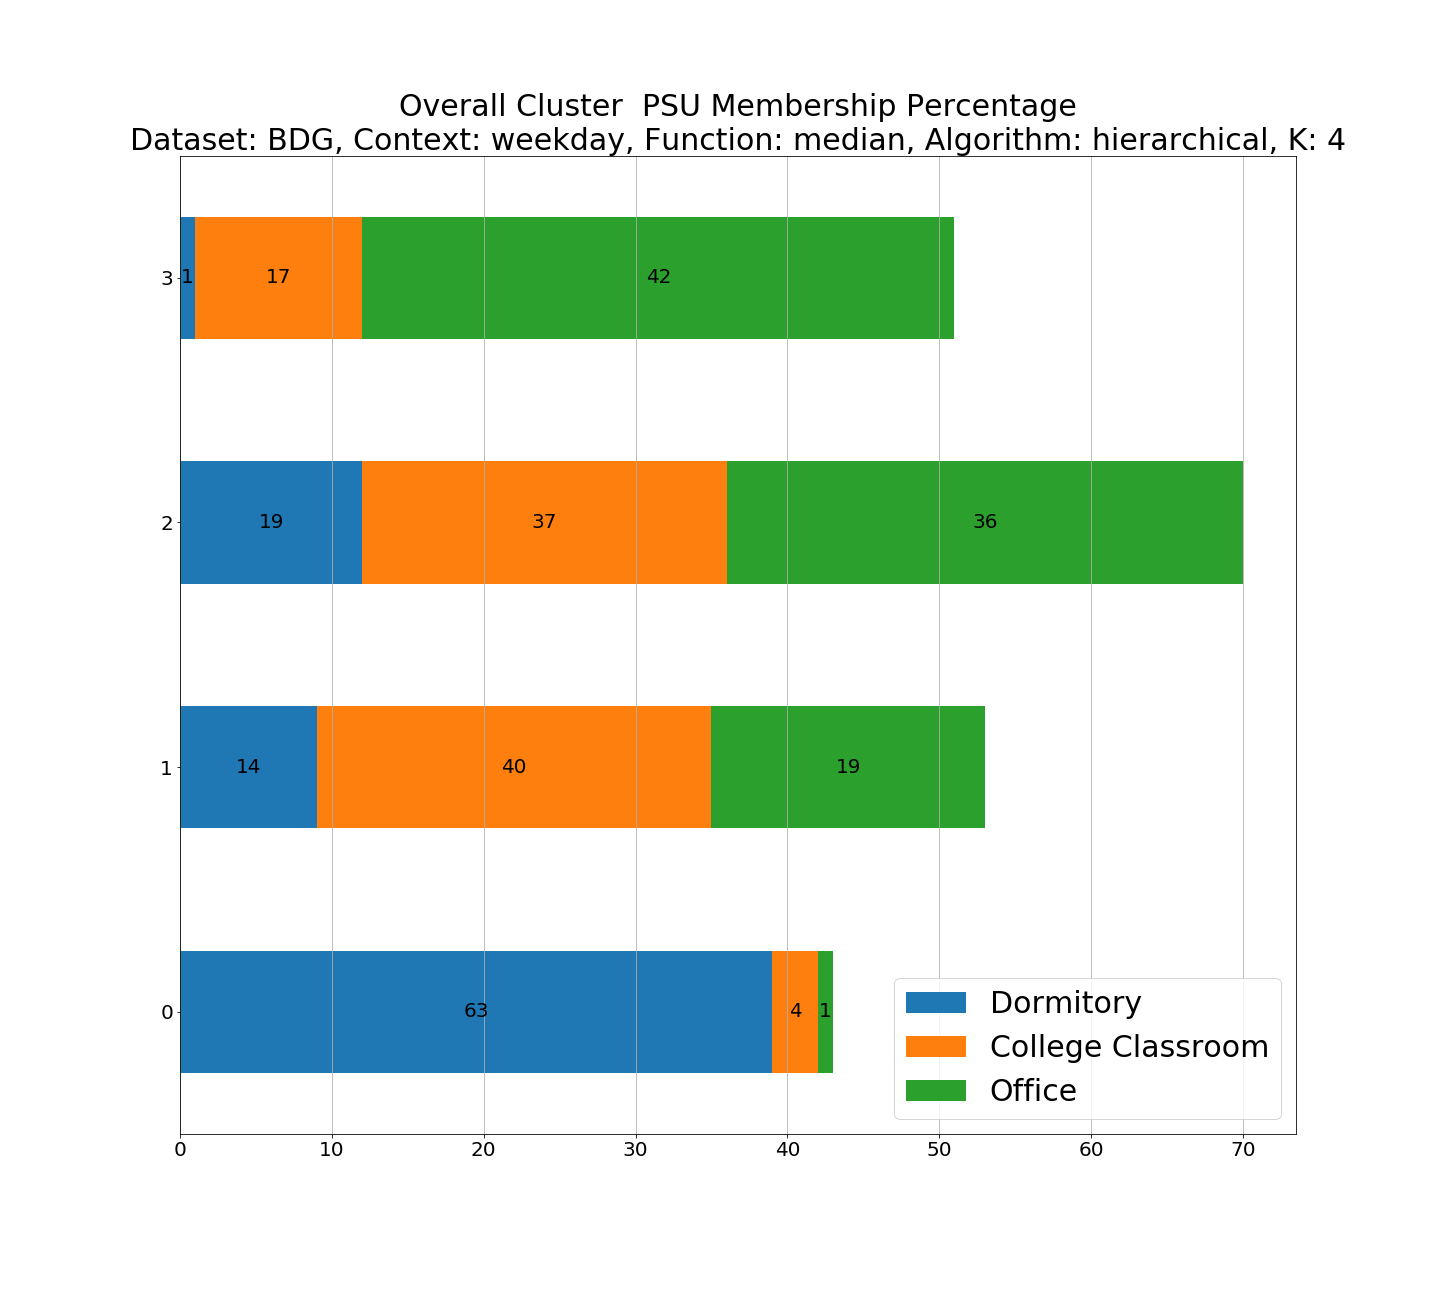 Overall Cluster  PSU Membership Percentage
Dataset: BDG, Context: weekday, Function: median, Algorithm: hierarchical, K: 4
3
1
17
42
2
19
37
36
1
14
40
19
0
63
4
1
Dormitory
College Classroom
Office
0 10 20 30 40 50 60 70